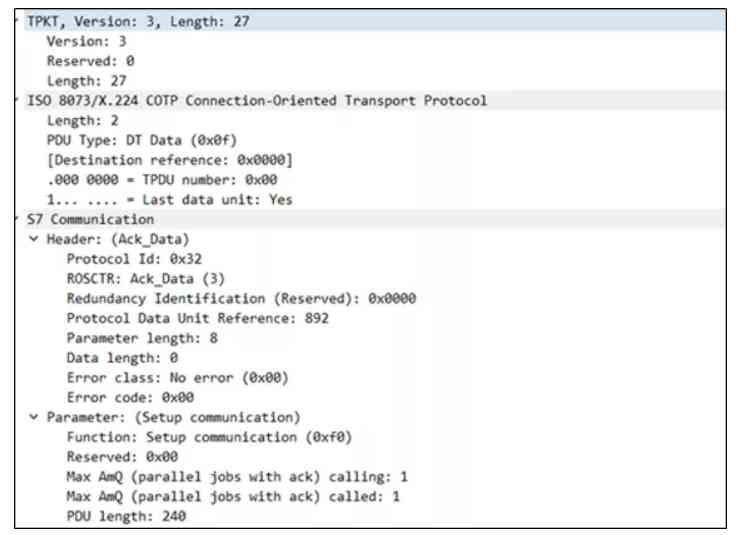 TPKT, Version: 3, Length: 27
Version: 3
Reserved: 0
Length: 27
ISO 8073/X.224 COTP Connection-Oriented Transport Protocol
Length: 2
PDU Type: DT Data (0x0f)
[Destination reference: 0x0000]
.000 0000 = TPDU number: 0x00
1... .... = Last data unit: Yes
S7 Communication
Header: (Ack_Data)
Protocol Id: 0x32
ROSCTR: Ack_Data (3)
Redundancy Identification (Reserved): 0x0000
Protocol Data Unit Reference: 892
Parameter length: 8
Data length: 0
Error class: No error (0x00)
Error code: 0x00
Parameter: (Setup communication)
Function: Setup communication (0xf0)
Reserved: 0x00
Max AmQ (parallel jobs with ack) calling: 1
Max AmQ (parallel jobs with ack) called: 1
PDU length: 240